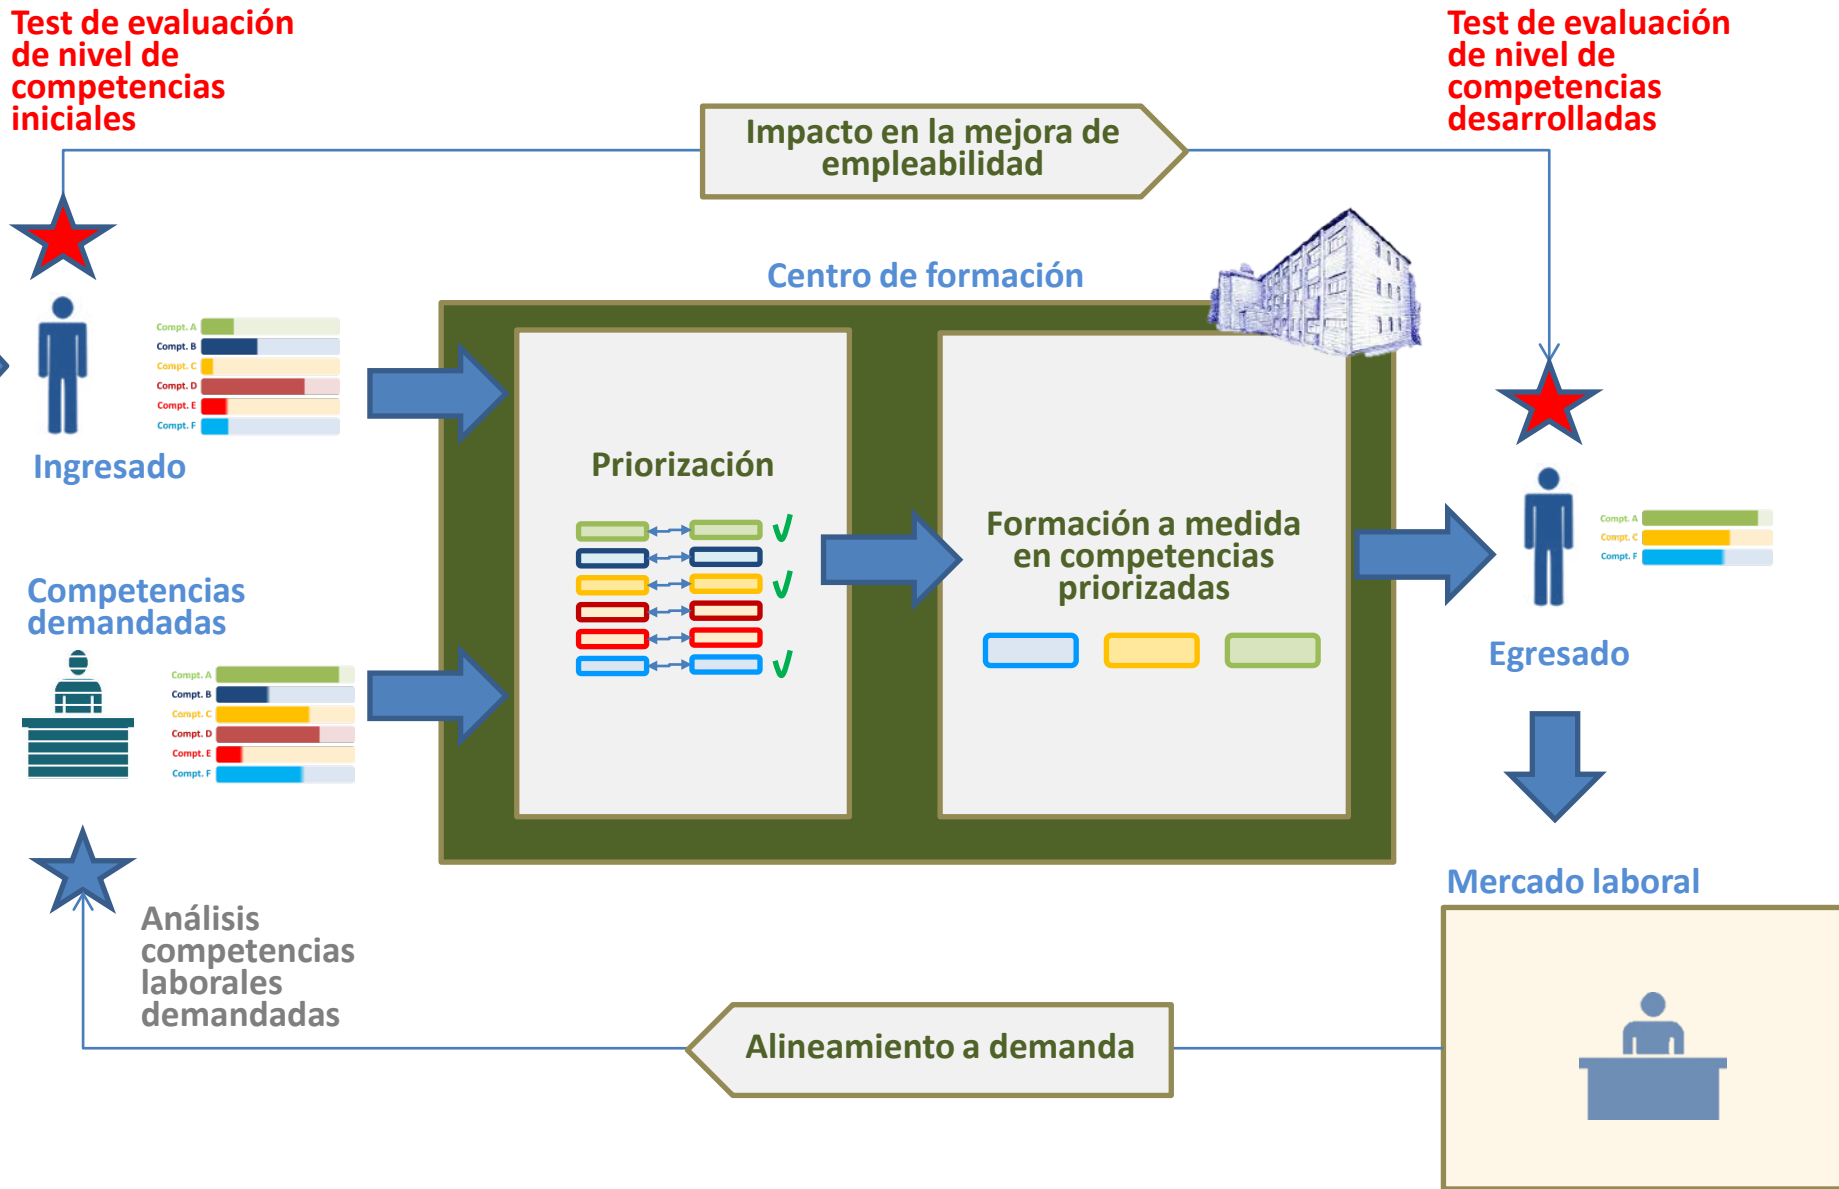 Test de evaluación
de nivel de
competencias
iniciales
Test de evaluación
de nivel de
competencias
desarrolladas
Impacto en la mejora de
empleabilidad
Centro de formación
Compt. A
Compt. B
Compt. C
Compt. D
Compt. E
Compt. F
Ingresado
Priorización
Formación a medida
en competencias
priorizadas
Compt. A
Compt. C
Compt. F
Egresado
Competencias
demandadas
Compt. A
Compt. B
Compt. C
Compt. D
Compt. E
Compt. F
Mercado laboral
Análisis
competencias
laborales
demandadas
Alineamiento a demanda